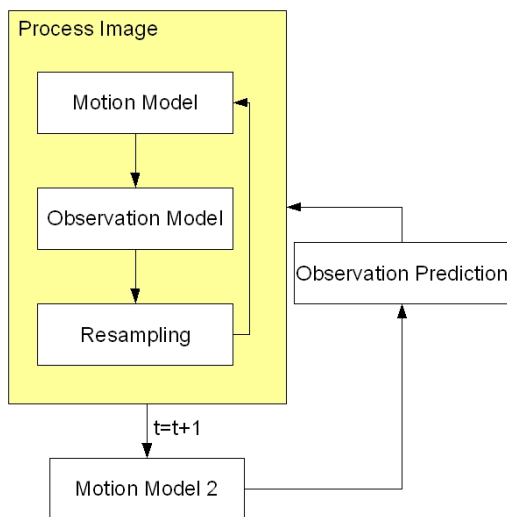 Process Image
Motion Model
Observation Model
Observation Prediction
Resampling
t=t+1
Motion Model 2